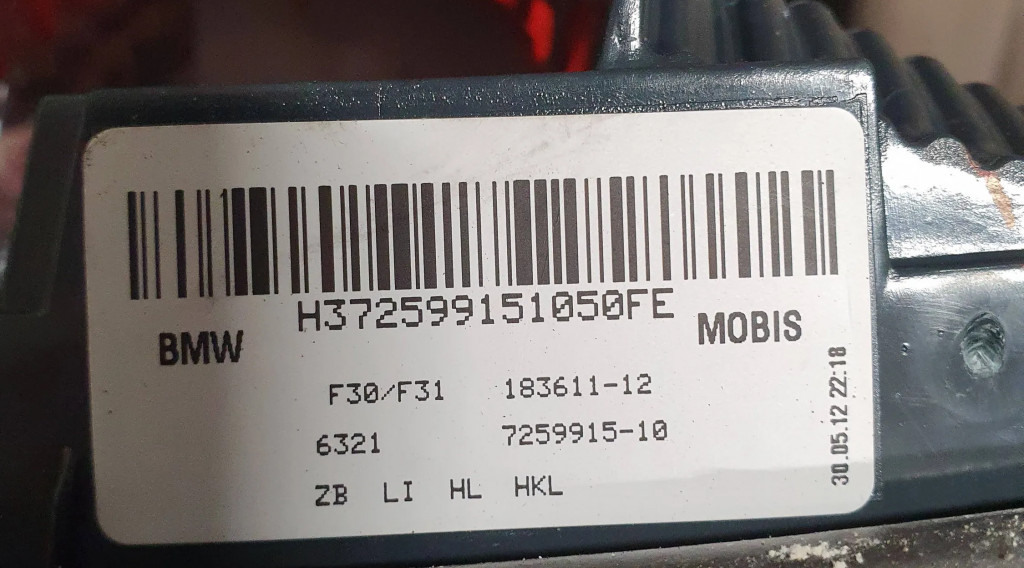 H372599151050FE
BMW
MOBIS
F30/F31 183611-12
6321 7259915-10
ZB LI HL HKL
30.05.12 22:18